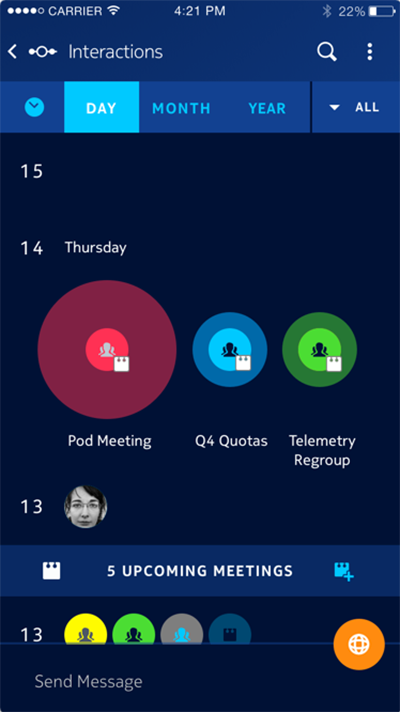 CARRIER 4:21 PM 22%
Interactions
DAY MONTH YEAR ALL
15
14 Thursday
Pod Meeting Q4 Quotas Telemetry
Regroup
13
5 UPCOMING MEETINGS
13
Send Message